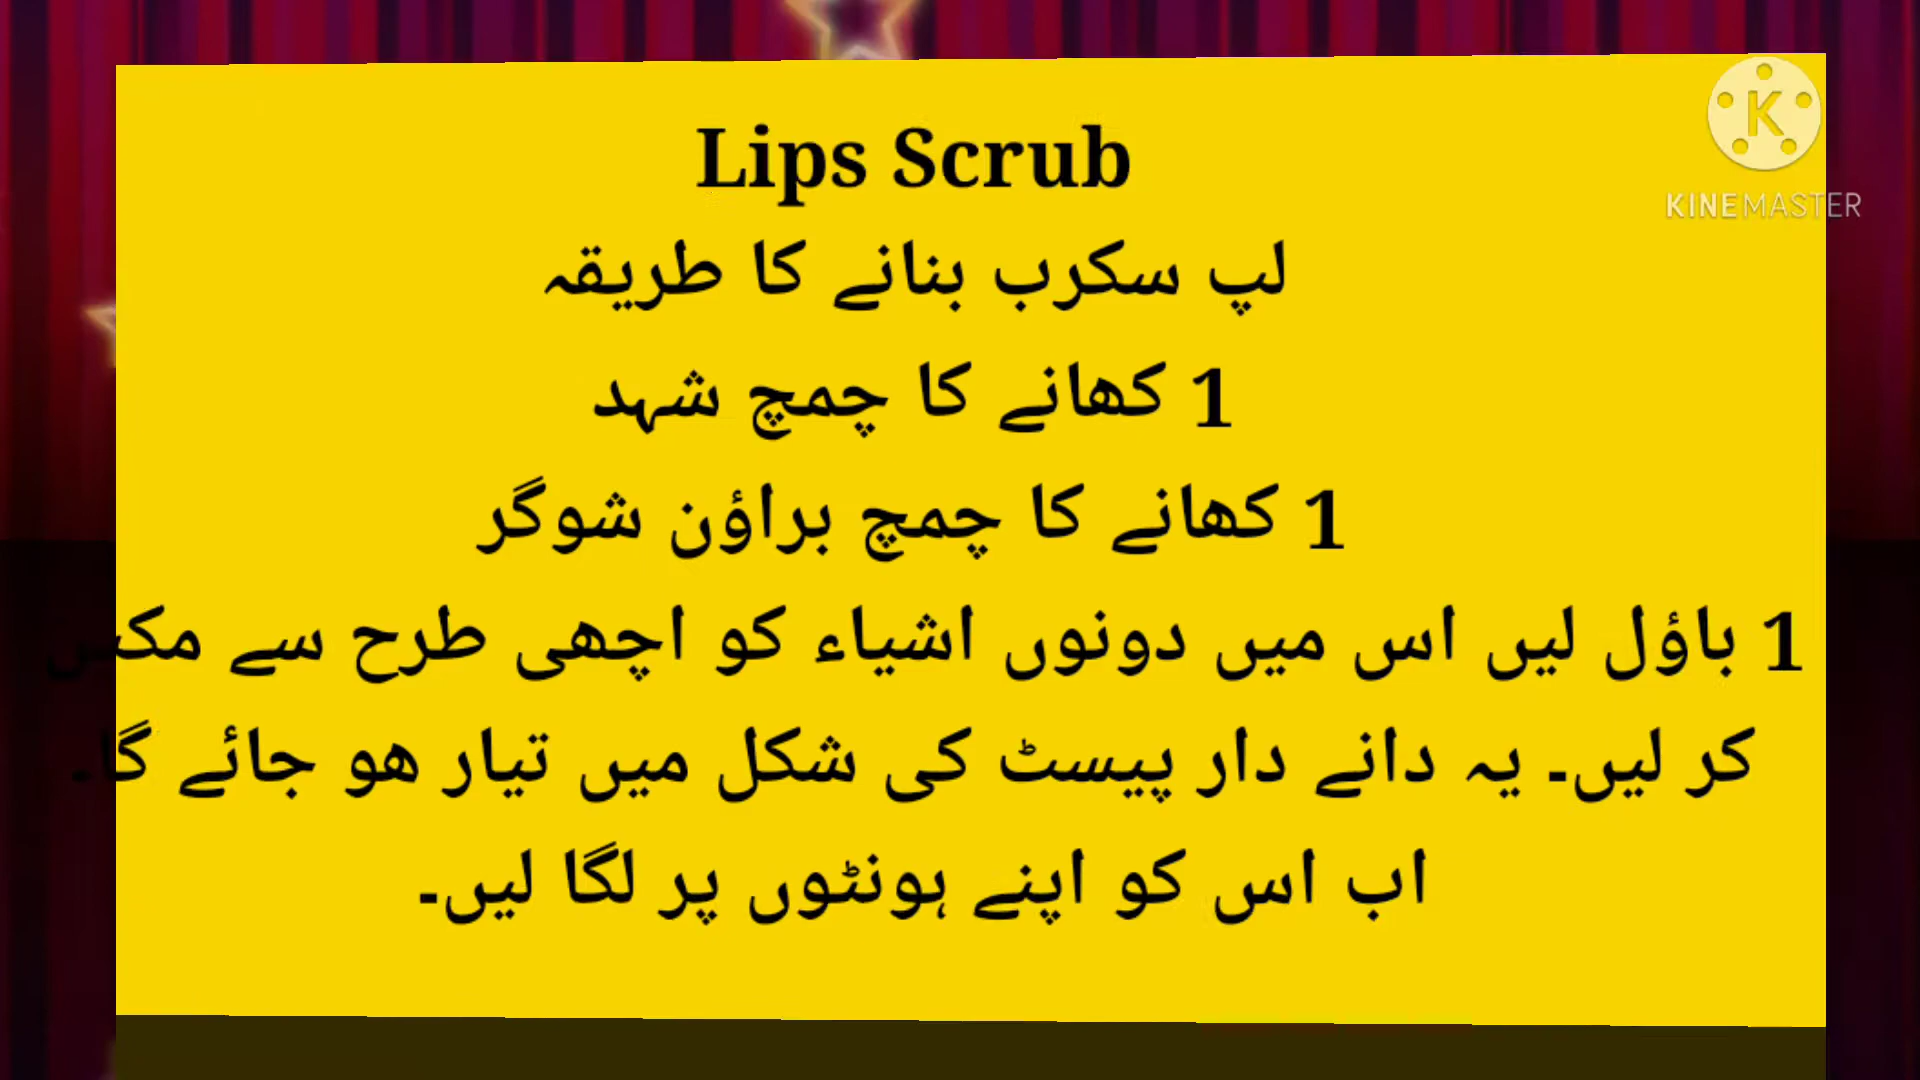 Lips Scrub
لپ سکرب بنانے کا طریقہ
1 کھانے کا چمچ شہد
1 کھانے کا چمچ براؤن شوگر
1 باؤل لیں اس میں دونوں اشیاء کو اچھی طرح سے مکس
کر لیں۔ یہ دانے دار پیسٹ کی شکل میں تیار ھو جائے گا۔
اب اس کو اپنے ہونٹوں پر لگا لیں۔
K
KINEMASTER